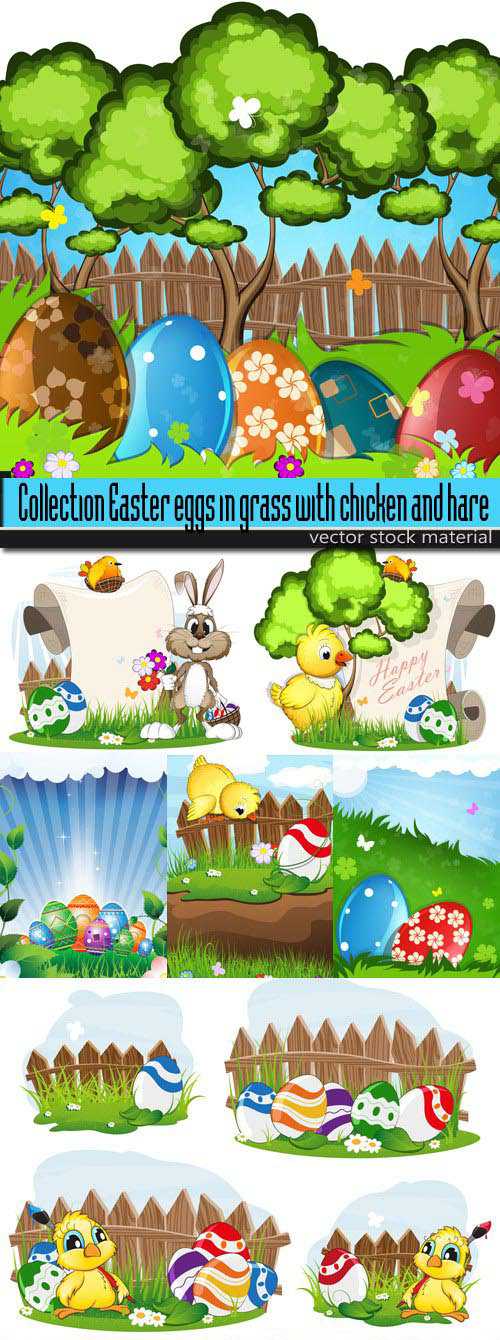 Collection Easter eggs in grass with chicken and hare
vector stock material
Happy
Easter